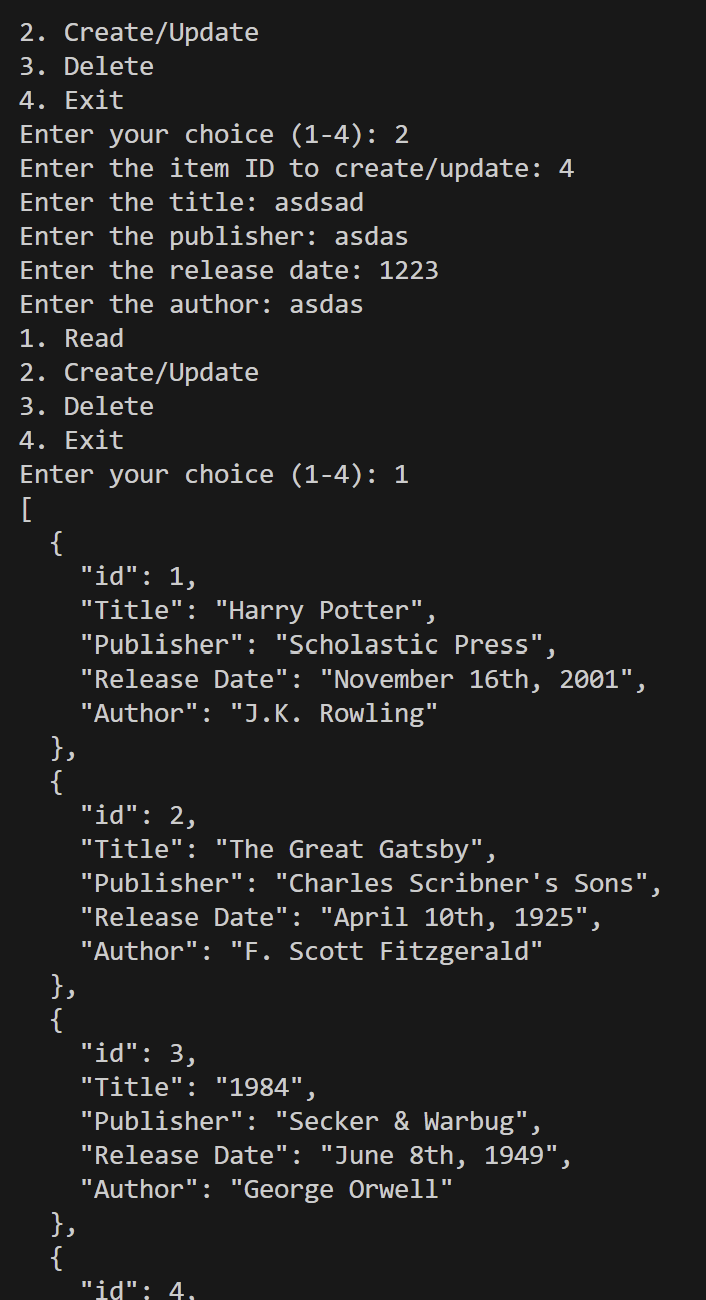 2. Create/Update
3. Delete
4. Exit
Enter your choice (1-4): 2
Enter the item ID to create/update: 4
Enter the title: asdsad
Enter the publisher: asdas
Enter the release date: 1223
Enter the author: asdas
1. Read
2. Create/Update
3. Delete
4. Exit
Enter your choice (1-4): 1
[
  {
    "id": 1,
    "Title": "Harry Potter",
    "Publisher": "Scholastic Press",
    "Release Date": "November 16th, 2001",
    "Author": "J.K. Rowling"
  },
  {
    "id": 2,
    "Title": "The Great Gatsby",
    "Publisher": "Charles Scribner's Sons",
    "Release Date": "April 10th, 1925",
    "Author": "F. Scott Fitzgerald"
  },
  {
    "id": 3,
    "Title": "1984",
    "Publisher": "Secker & Warbug",
    "Release Date": "June 8th, 1949",
    "Author": "George Orwell"
  },
  {
    "id": 4,